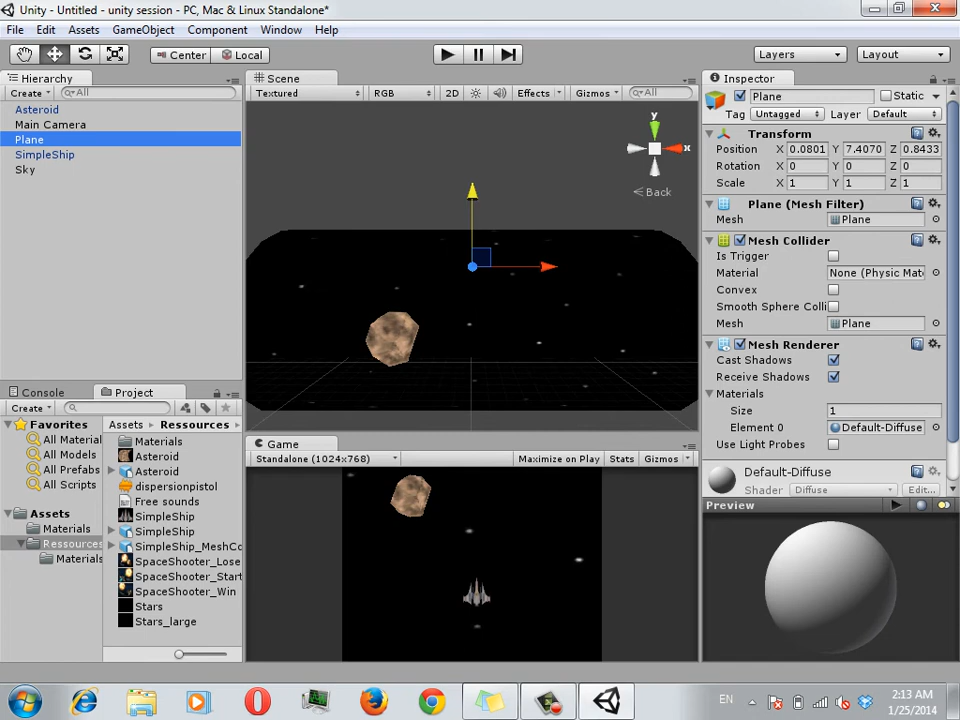 Unity - Untitled - unity session - PC, Mac & Linux Standalone*
File Edit Assets GameObject Component Window Help
Center Local Layers Layout
Hierarchy
Create All
Asteroid
Main Camera
Plane
SimpleShip
Sky
Scene
Textured RGB 2D Effects Gizmos All
y
x
Back
Game
Standalone (1024x768) Maximize on Play Stats Gizmos
Console Project
Create
Favorites
All Material
All Models
All Prefabs
All Scripts
Assets
Materials
Ressources
Materials
Assets Ressources
Materials
Asteroid
Asteroid
dispersionpistol
Free sounds
SimpleShip
SimpleShip
SimpleShip_MeshCo
SpaceShooter_Lose
SpaceShooter_Start
SpaceShooter_Win
Stars
Stars_large
Inspector
Plane Static
Tag Untagged Layer Default
Transform
Position X 0.0801 Y 7.4070 Z 0.8433
Rotation X 0 Y 0 Z 0
Scale X 1 Y 1 Z 1
Plane (Mesh Filter)
Mesh Plane
Mesh Collider
Is Trigger
Material None (Physic Mate
Convex
Smooth Sphere Colli
Mesh Plane
Mesh Renderer
Cast Shadows
Receive Shadows
Materials
Size 1
Element 0 Default-Diffuse
Use Light Probes
Default-Diffuse
Shader Diffuse Edit...
Preview
EN 2:13 AM
1/25/2014